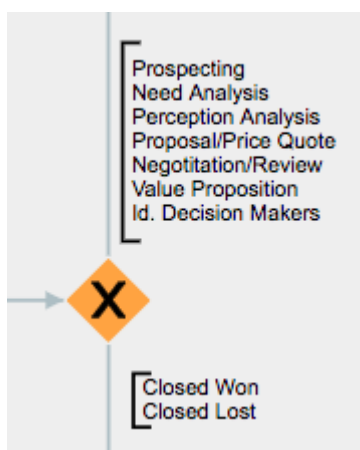 Prospecting
Need Analysis
Perception Analysis
Proposal/Price Quote
Negotitation/Review
Value Proposition
Id. Decision Makers
X
Closed Won
Closed Lost